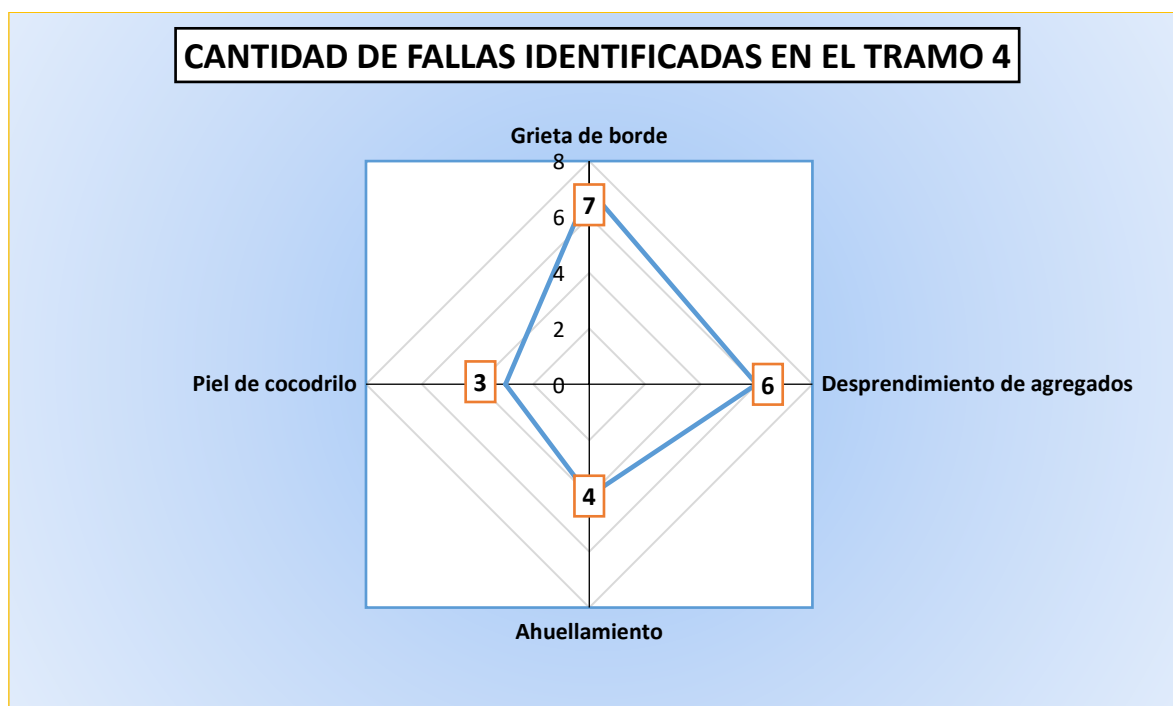 CANTIDAD DE FALLAS IDENTIFICADAS EN EL TRAMO 4
Grieta de borde
8
7
6
4
2
Piel de cocodrilo
3
0
6
Desprendimiento de agregados
4
Ahuellamiento